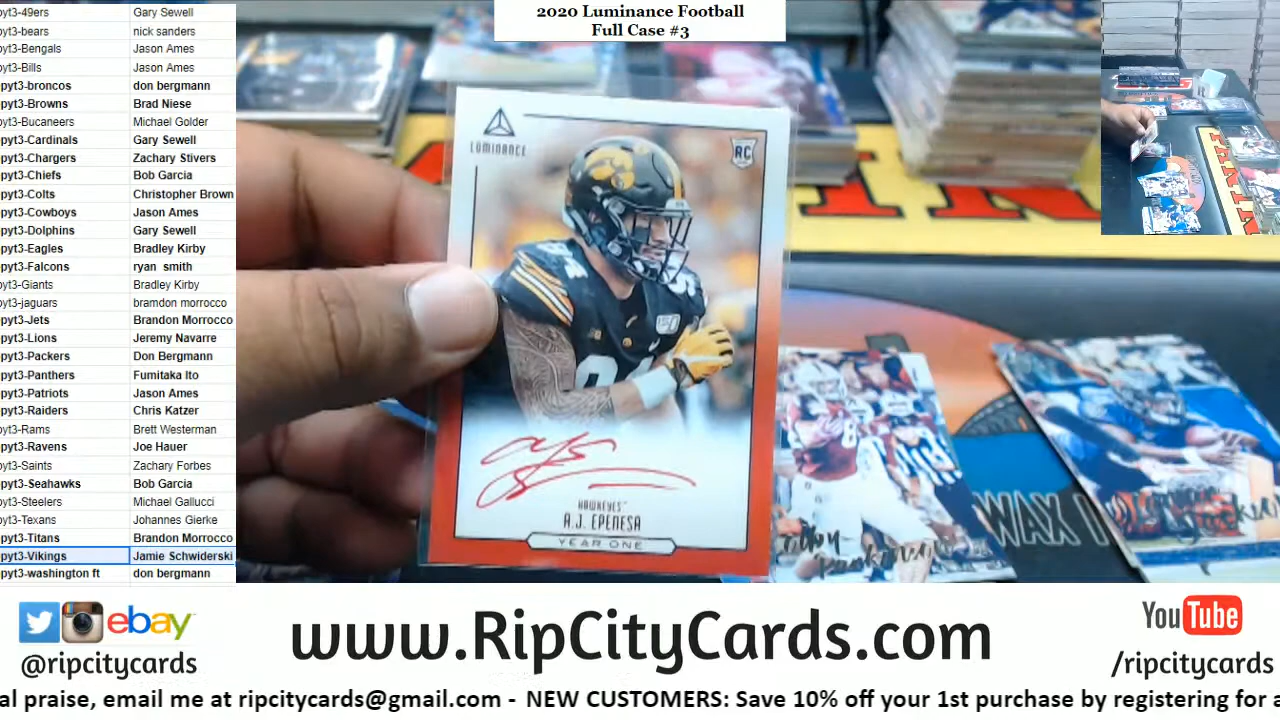 2020 Luminance Football
Full Case #3
pyt3-49ers Gary Sewell
pyt3-bears nick sanders
pyt3-Bengals Jason Ames
pyt3-Bills Jason Ames
pyt3-broncos don bergmann
pyt3-Browns Brad Niese
pyt3-Bucaneers Michael Golder
pyt3-Cardinals Gary Sewell
pyt3-Chargers Zachary Stivers
pyt3-Chiefs Bob Garcia
pyt3-Colts Christopher Brown
pyt3-Cowboys Jason Ames
pyt3-Dolphins Gary Sewell
pyt3-Eagles Bradley Kirby
pyt3-Falcons ryan smith
pyt3-Giants Bradley Kirby
pyt3-jaguars bramdon morrocco
pyt3-Jets Brandon Morrocco
pyt3-Lions Jeremy Navarre
pyt3-Packers Don Bergmann
pyt3-Panthers Fumitaka Ito
pyt3-Patriots Jason Ames
pyt3-Raiders Chris Katzer
pyt3-Rams Brett Westerman
pyt3-Ravens Joe Hauer
pyt3-Saints Zachary Forbes
pyt3-Seahawks Bob Garcia
pyt3-Steelers Michael Gallucci
pyt3-Texans Johannes Gierke
pyt3-Titans Brandon Morrocco
pyt3-Vikings Jamie Schwiderski
pyt3-washington ft don bergmann
LUMINANCE
RC
94
HAWKEYES
A.J. EPENESA
YEAR ONE
WAX
ebay
@ripcitycards
www.RipCityCards.com
YouTube
/ripcitycards
al praise, email me at ripcitycards@gmail.com - NEW CUSTOMERS: Save 10% off your 1st purchase by registering for a